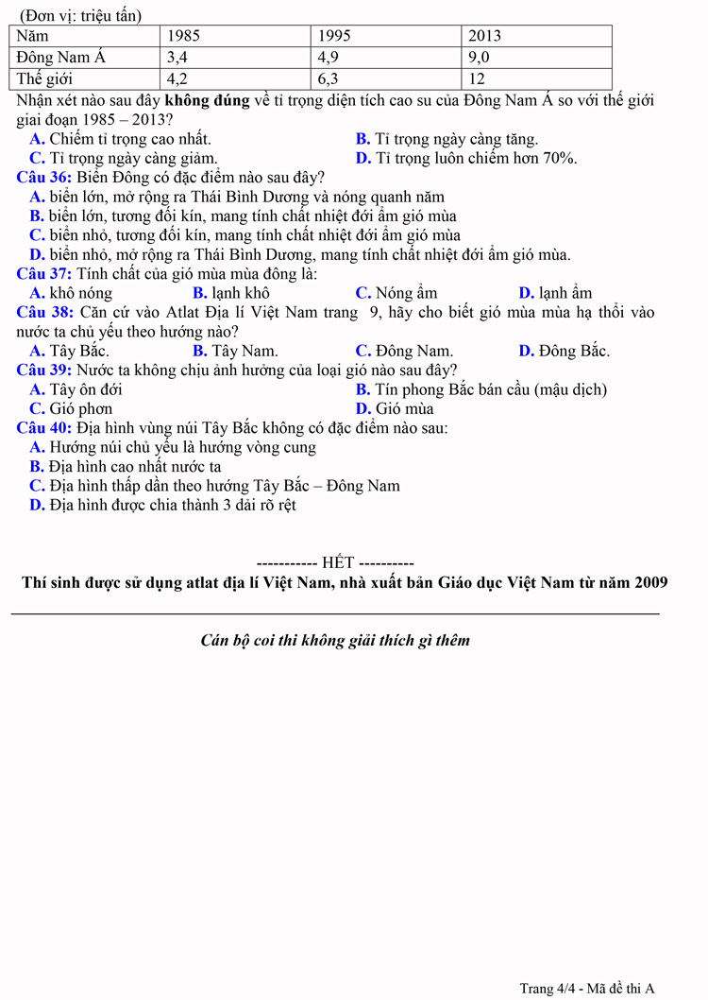 (Đơn vị: triệu tấn)
Năm 1985 1995 2013
Đông Nam Á 3,4 4,9 9,0
Thế giới 4,2 6,3 12
Nhận xét nào sau đây không đúng về tỉ trọng diện tích cao su của Đông Nam Á so với thế giới
giai đoạn 1985 – 2013?
A. Chiếm tỉ trọng cao nhất. B. Tỉ trọng ngày càng tăng.
C. Tỉ trọng ngày càng giảm. D. Tỉ trọng luôn chiếm hơn 70%.
Câu 36: Biển Đông có đặc điểm nào sau đây?
A. biển lớn, mở rộng ra Thái Bình Dương và nóng quanh năm
B. biển lớn, tương đối kín, mang tính chất nhiệt đới ẩm gió mùa
C. biển nhỏ, tương đối kín, mang tính chất nhiệt đới ẩm gió mùa
D. biển nhỏ, mở rộng ra Thái Bình Dương, mang tính chất nhiệt đới ẩm gió mùa.
Câu 37: Tính chất của gió mùa mùa đông là:
A. khô nóng B. lạnh khô C. Nóng ẩm D. lạnh ẩm
Câu 38: Căn cứ vào Atlat Địa lí Việt Nam trang 9, hãy cho biết gió mùa mùa hạ thổi vào
nước ta chủ yếu theo hướng nào?
A. Tây Bắc. B. Tây Nam. C. Đông Nam. D. Đông Bắc.
Câu 39: Nước ta không chịu ảnh hưởng của loại gió nào sau đây?
A. Tây ôn đới B. Tín phong Bắc bán cầu (mậu dịch)
C. Gió phơn D. Gió mùa
Câu 40: Địa hình vùng núi Tây Bắc không có đặc điểm nào sau:
A. Hướng núi chủ yếu là hướng vòng cung
B. Địa hình cao nhất nước ta
C. Địa hình thấp dần theo hướng Tây Bắc – Đông Nam
D. Địa hình được chia thành 3 dải rõ rệt
----------- HẾT ----------
Thí sinh được sử dụng atlat địa lí Việt Nam, nhà xuất bản Giáo dục Việt Nam từ năm 2009
Cán bộ coi thi không giải thích gì thêm
Trang 4/4 - Mã đề thi A